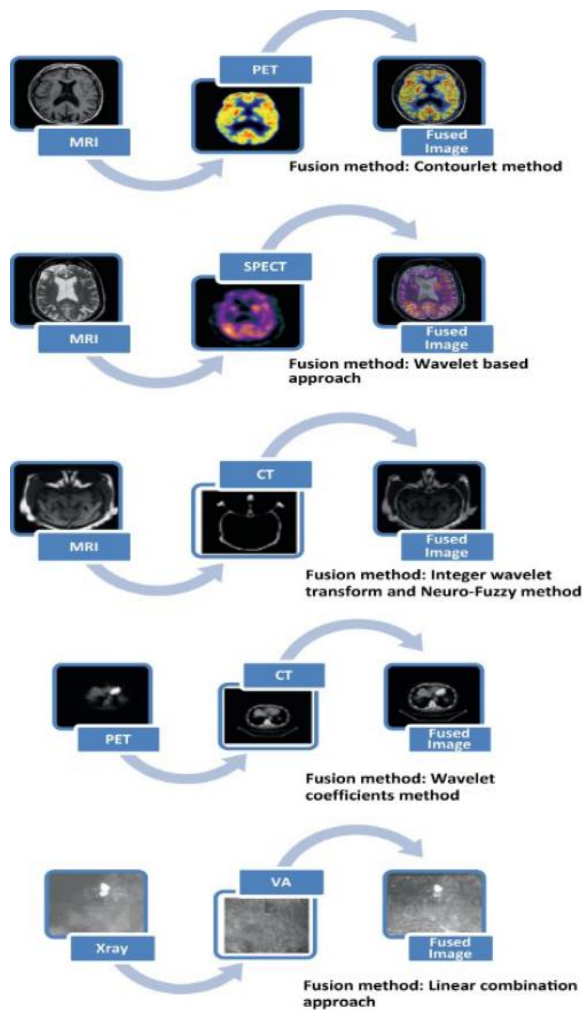 PET
MRI
Fused
Image
Fusion method: Contourlet method
SPECT
MRI
Fused
Image
Fusion method: Wavelet based
approach
CT
MRI
Fused
Image
Fusion method: Integer wavelet
transform and Neuro-Fuzzy method
CT
PET
Fused
Image
Fusion method: Wavelet
coefficients method
VA
Xray
Fused
Image
Fusion method: Linear combination
approach